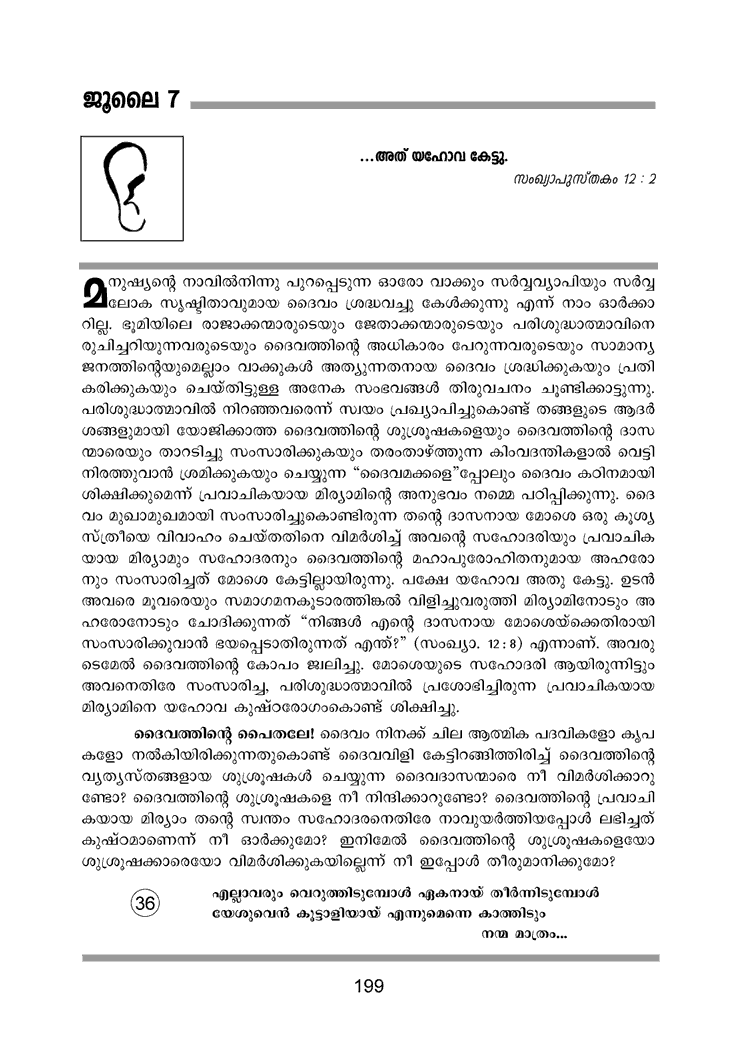 ജൂലൈ 7
...അത് യഹോവ കേട്ടു.
സംഖ്യാപുസ്തകം 12 : 2
മനുഷ്യന്റെ നാവിൽനിന്നു പുറപ്പെടുന്ന ഓരോ വാക്കും സർവ്വവ്യാപിയും സർവ്വ
ലോക സൃഷ്ടിതാവുമായ ദൈവം ശ്രദ്ധവച്ചു കേൾക്കുന്നു എന്ന് നാം ഓർക്കാ
റില്ല. ഭൂമിയിലെ രാജാക്കന്മാരുടെയും ജേതാക്കന്മാരുടെയും പരിശുദ്ധാത്മാവിനെ
രുചിച്ചറിയുന്നവരുടെയും ദൈവത്തിന്റെ അധികാരം പേറുന്നവരുടെയും സാമാന്യ
ജനത്തിന്റെയുമെല്ലാം വാക്കുകൾ അത്യുന്നതനായ ദൈവം ശ്രദ്ധിക്കുകയും പ്രതി
കരിക്കുകയും ചെയ്തിട്ടുള്ള അനേക സംഭവങ്ങൾ തിരുവചനം ചൂണ്ടിക്കാട്ടുന്നു.
പരിശുദ്ധാത്മാവിൽ നിറഞ്ഞവരെന്ന് സ്വയം പ്രഖ്യാപിച്ചുകൊണ്ട് തങ്ങളുടെ ആദർ
ശങ്ങളുമായി യോജിക്കാത്ത ദൈവത്തിന്റെ ശുശ്രൂഷകളെയും ദൈവത്തിന്റെ ദാസ
ന്മാരെയും താറടിച്ചു സംസാരിക്കുകയും തരംതാഴ്ത്തുന്ന കിംവദന്തികളാൽ വെട്ടി
നിരത്തുവാൻ ശ്രമിക്കുകയും ചെയ്യുന്ന “ദൈവമക്കളെ”പ്പോലും ദൈവം കഠിനമായി
ശിക്ഷിക്കുമെന്ന് പ്രവാചികയായ മിര്യാമിന്റെ അനുഭവം നമ്മെ പഠിപ്പിക്കുന്നു. ദൈ
വം മുഖാമുഖമായി സംസാരിച്ചുകൊണ്ടിരുന്ന തന്റെ ദാസനായ മോശെ ഒരു കൂശ്യ
സ്ത്രീയെ വിവാഹം ചെയ്തതിനെ വിമർശിച്ച് അവന്റെ സഹോദരിയും പ്രവാചിക
യായ മിര്യാമും സഹോദരനും ദൈവത്തിന്റെ മഹാപുരോഹിതനുമായ അഹരോ
നും സംസാരിച്ചത് മോശെ കേട്ടില്ലായിരുന്നു. പക്ഷേ യഹോവ അതു കേട്ടു. ഉടൻ
അവരെ മൂവരെയും സമാഗമനകൂടാരത്തിങ്കൽ വിളിച്ചുവരുത്തി മിര്യാമിനോടും അ
ഹരോനോടും ചോദിക്കുന്നത് “നിങ്ങൾ എന്റെ ദാസനായ മോശെയ്ക്കെതിരായി
സംസാരിക്കുവാൻ ഭയപ്പെടാതിരുന്നത് എന്ത്?” (സംഖ്യാ. 12 : 8) എന്നാണ്. അവരു
ടെമേൽ ദൈവത്തിന്റെ കോപം ജ്വലിച്ചു. മോശെയുടെ സഹോദരി ആയിരുന്നിട്ടും
അവനെതിരേ സംസാരിച്ച, പരിശുദ്ധാത്മാവിൽ പ്രശോഭിച്ചിരുന്ന പ്രവാചികയായ
മിര്യാമിനെ യഹോവ കുഷ്ഠരോഗംകൊണ്ട് ശിക്ഷിച്ചു.
ദൈവത്തിന്റെ പൈതലേ! ദൈവം നിനക്ക് ചില ആത്മിക പദവികളോ കൃപ
കളോ നൽകിയിരിക്കുന്നതുകൊണ്ട് ദൈവവിളി കേട്ടിറങ്ങിത്തിരിച്ച് ദൈവത്തിന്റെ
വ്യത്യസ്തങ്ങളായ ശുശ്രൂഷകൾ ചെയ്യുന്ന ദൈവദാസന്മാരെ നീ വിമർശിക്കാറു
ണ്ടോ? ദൈവത്തിന്റെ ശുശ്രൂഷകളെ നീ നിന്ദിക്കാറുണ്ടോ? ദൈവത്തിന്റെ പ്രവാചി
കയായ മിര്യാം തന്റെ സ്വന്തം സഹോദരനെതിരേ നാവുയർത്തിയപ്പോൾ ലഭിച്ചത്
കുഷ്ഠമാണെന്ന് നീ ഓർക്കുമോ? ഇനിമേൽ ദൈവത്തിന്റെ ശുശ്രൂഷകളെയോ
ശുശ്രൂഷക്കാരെയോ വിമർശിക്കുകയില്ലെന്ന് നീ ഇപ്പോൾ തീരുമാനിക്കുമോ?
എല്ലാവരും വെറുത്തിടുമ്പോൾ ഏകനായ് തീർന്നിടുമ്പോൾ
36
യേശുവെൻ കൂട്ടാളിയായ് എന്നുമെന്നെ കാത്തിടും
നന്മ മാത്രം...
199